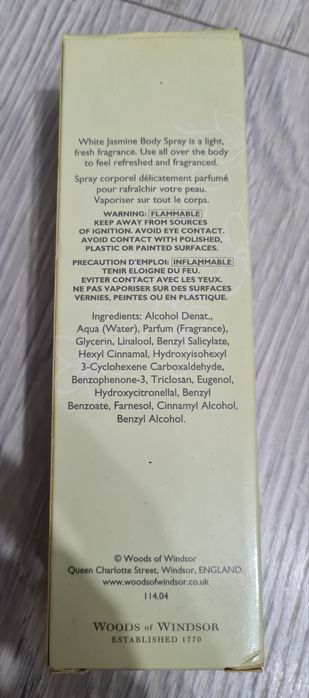 White Jasmine Body Spray is a light,
fresh fragrance. Use all over the body
to feel refreshed and fragranced.
Spray corporel délicatement parfumé
pour rafraîchir votre peau.
Vaporiser sur tout le corps.
WARNING: FLAMMABLE
KEEP AWAY FROM SOURCES
OF IGNITION. AVOID EYE CONTACT.
AVOID CONTACT WITH POLISHED,
PLASTIC OR PAINTED SURFACES.
PRECAUTION D'EMPLOI: INFLAMMABLE
TENIR ELOIGNE DU FEU.
EVITER CONTACT AVEC LES YEUX.
NE PAS VAPORISER SUR DES SURFACES
VERNIES, PEINTES OU EN PLASTIQUE.
Ingredients: Alcohol Denat.,
Aqua (Water), Parfum (Fragrance),
Glycerin, Linalool, Benzyl Salicylate,
Hexyl Cinnamal, Hydroxyisohexyl
3-Cyclohexene Carboxaldehyde,
Benzophenone-3, Triclosan, Eugenol,
Hydroxycitronellal, Benzyl
Benzoate, Farnesol, Cinnamyl Alcohol,
Benzyl Alcohol.
© Woods of Windsor
Queen Charlotte Street, Windsor, ENGLAND.
www.woodsofwindsor.co.uk
114.04
WOODS of WINDSOR
ESTABLISHED 1770